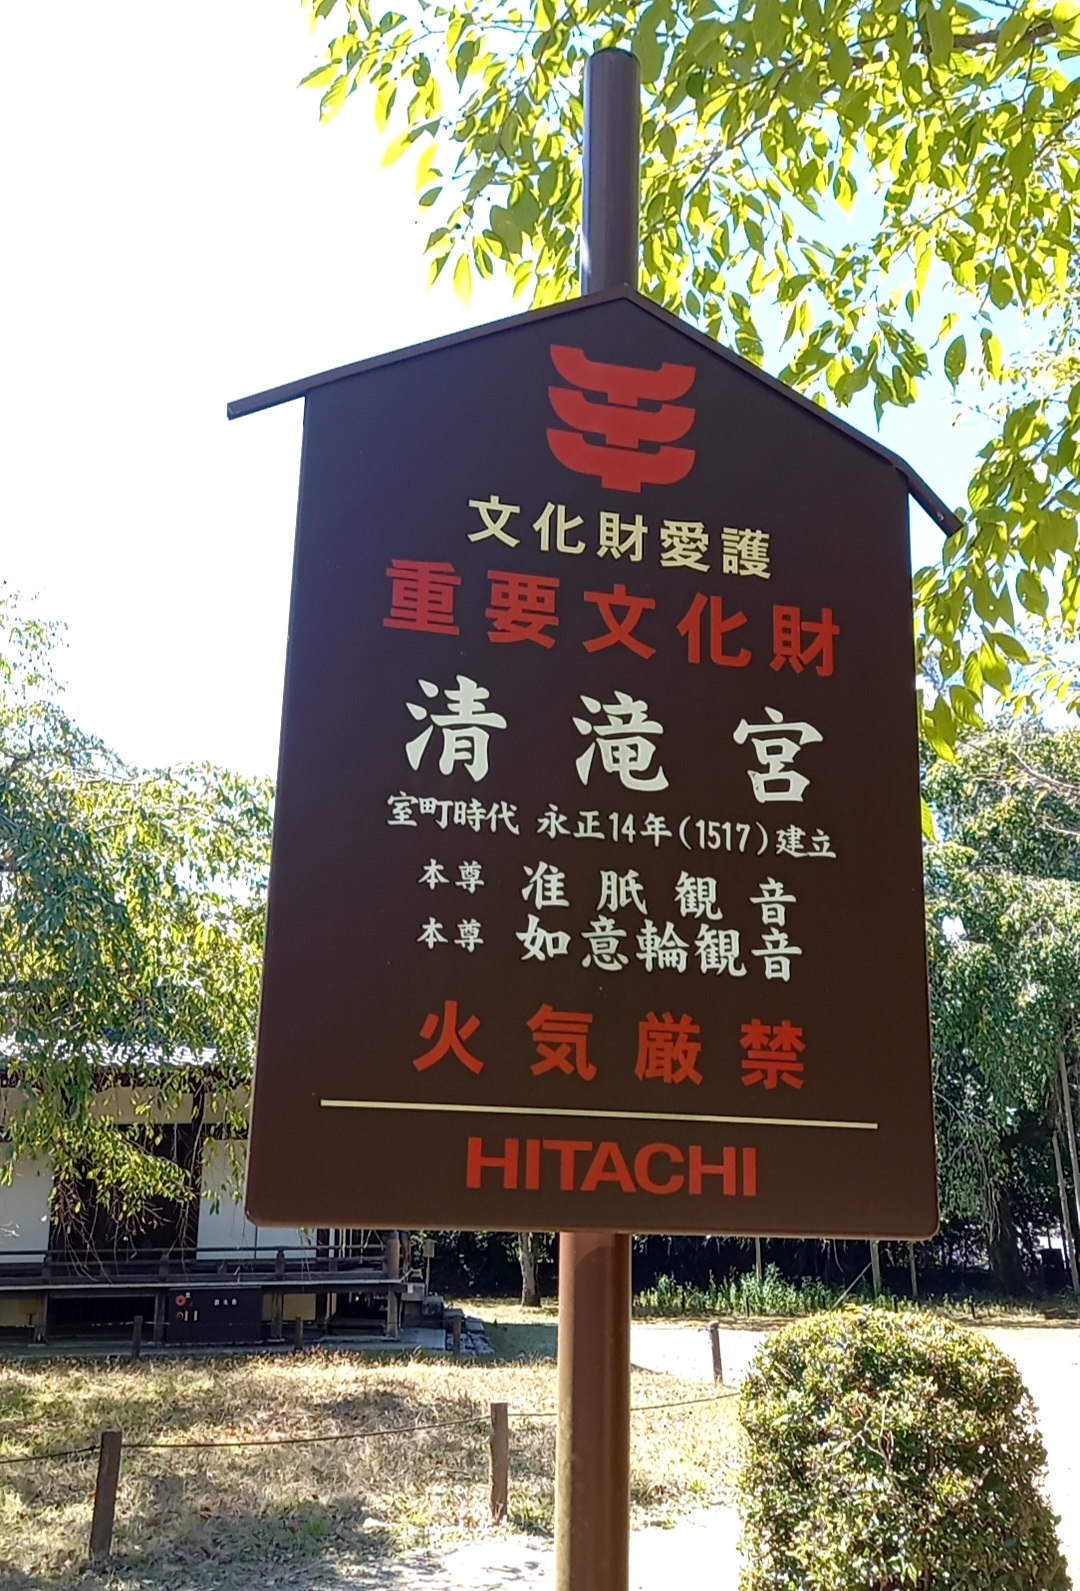 文化財愛護
重要文化財
清滝宮
室町時代 永正14年(1517)建立
本尊 准胝観音
本尊 如意輪観音
火気厳禁
HITACHI